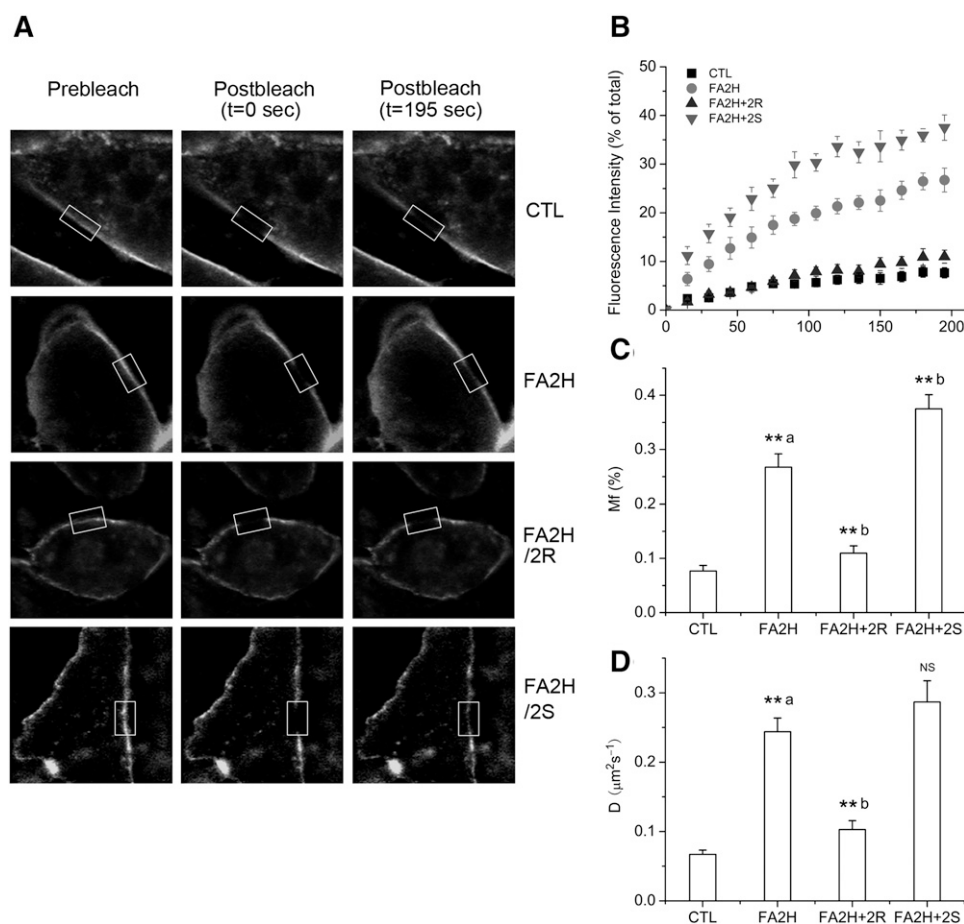 A
Prebleach
Postbleach
(t=0 sec)
Postbleach
(t=195 sec)
CTL
FA2H
FA2H
/2R
FA2H
/2S
B
Fluorescence Intensity (% of total)
50
40
30
20
10
0
CTL
FA2H
FA2H+2R
FA2H+2S
0 50 100 150 200
C
Mf (%)
0.4
0.3
0.2
0.1
0.0
** a
** b
** b
CTL FA2H FA2H+2R FA2H+2S
D
D (μm²s⁻¹)
0.3
0.2
0.1
0.0
** a
** b
NS
CTL FA2H FA2H+2R FA2H+2S